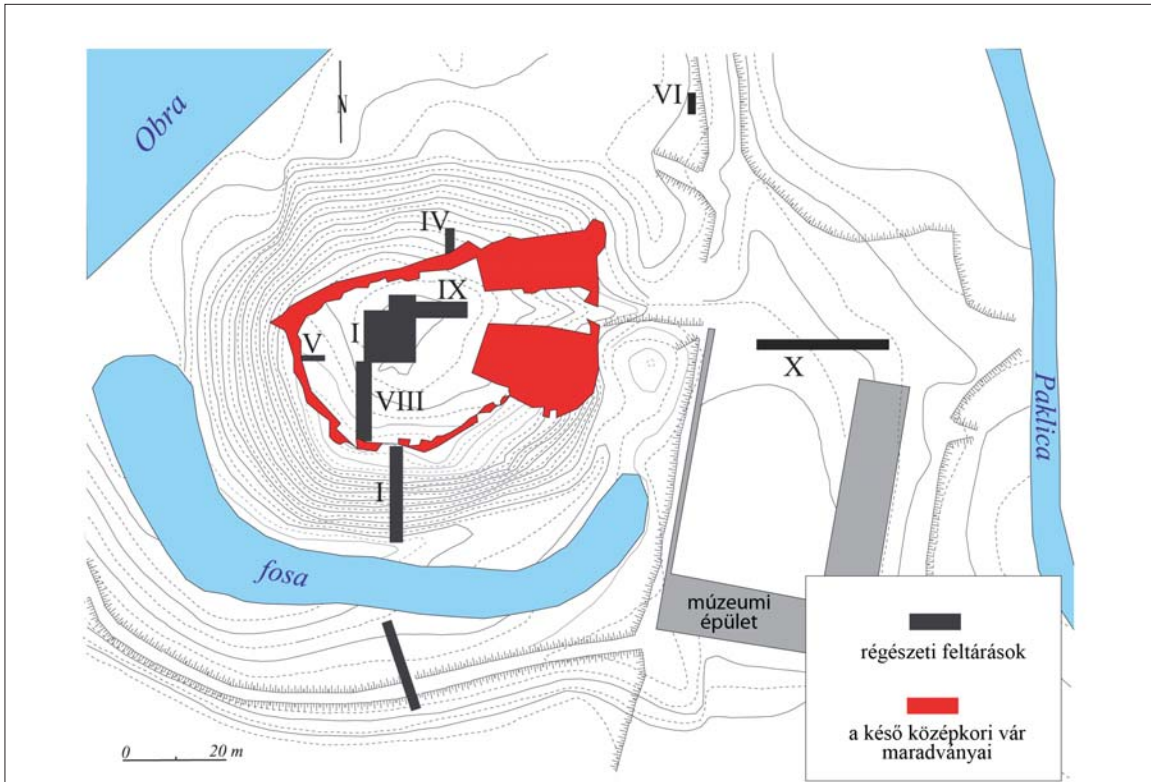 Obra
N
VI
IV
IX
I
V
VIII
X
I
Paklica
fosa
múzeumi
épület
régészeti feltárások
a késő középkori vár
maradványai
0 20 m